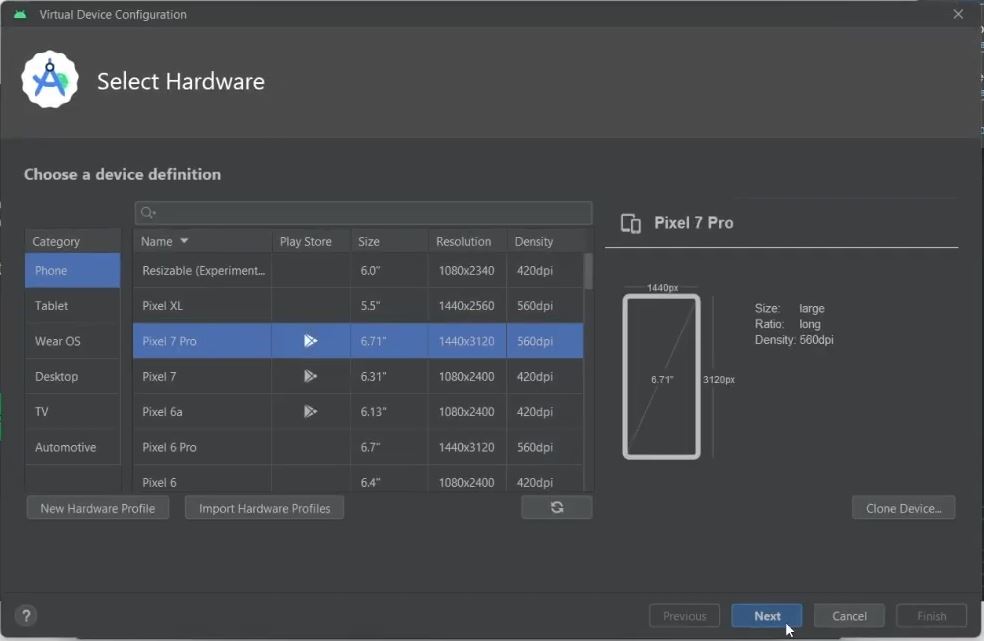 Virtual Device Configuration
Select Hardware
Choose a device definition
Category
Phone
Tablet
Wear OS
Desktop
TV
Automotive
Name Play Store Size Resolution Density
Resizable (Experiment... 6.0" 1080x2340 420dpi
Pixel XL 5.5" 1440x2560 560dpi
Pixel 7 Pro 6.71" 1440x3120 560dpi
Pixel 7 6.31" 1080x2400 420dpi
Pixel 6a 6.13" 1080x2400 420dpi
Pixel 6 Pro 6.7" 1440x3120 560dpi
Pixel 6 6.4" 1080x2400 420dpi
Pixel 7 Pro
1440px
6.71"
3120px
Size: large
Ratio: long
Density: 560dpi
New Hardware Profile Import Hardware Profiles Clone Device...
? Previous Next Cancel Finish